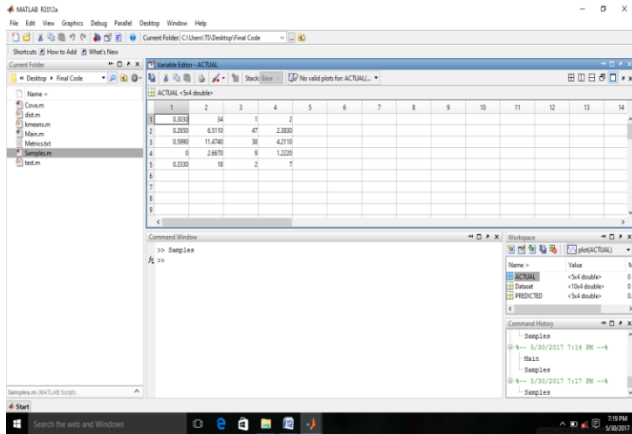 MATLAB R2012a
File Edit View Graphics Debug Parallel Desktop Window Help
Current Folder: C:\Users\TS\Desktop\Final Code
Shortcuts How to Add What's New
Current Folder
« Desktop ▸ Final Code
Name
Cova.m
dist.m
kmeans.m
Main.m
Metrics.txt
Samples.m
test.m
Samples.m (MATLAB Script)
Variable Editor - ACTUAL
Stack: Base No valid plots for: ACTUAL(...
ACTUAL <5x4 double>
1 2 3 4 5 6 7 8 9 10 11 12 13 14
1 0.3030 34 1 2
2 0.2650 6.5110 47 2.3830
3 0.5990 11.4740 38 4.2110
4 0 2.6670 9 1.2220
5 0.3330 18 2 7
6
7
8
9
Command Window
>> Samples
fx >>
Workspace
plot(ACTUAL)
Name Value
ACTUAL <5x4 double> 0
Dataset <10x4 double> 0
PREDICTED <5x4 double> 0.
Command History
Samples
%-- 5/30/2017 7:14 PM --%
Main
Samples
%-- 5/30/2017 7:17 PM --%
Samples
Start
Search the web and Windows
7:19 PM
5/30/2017